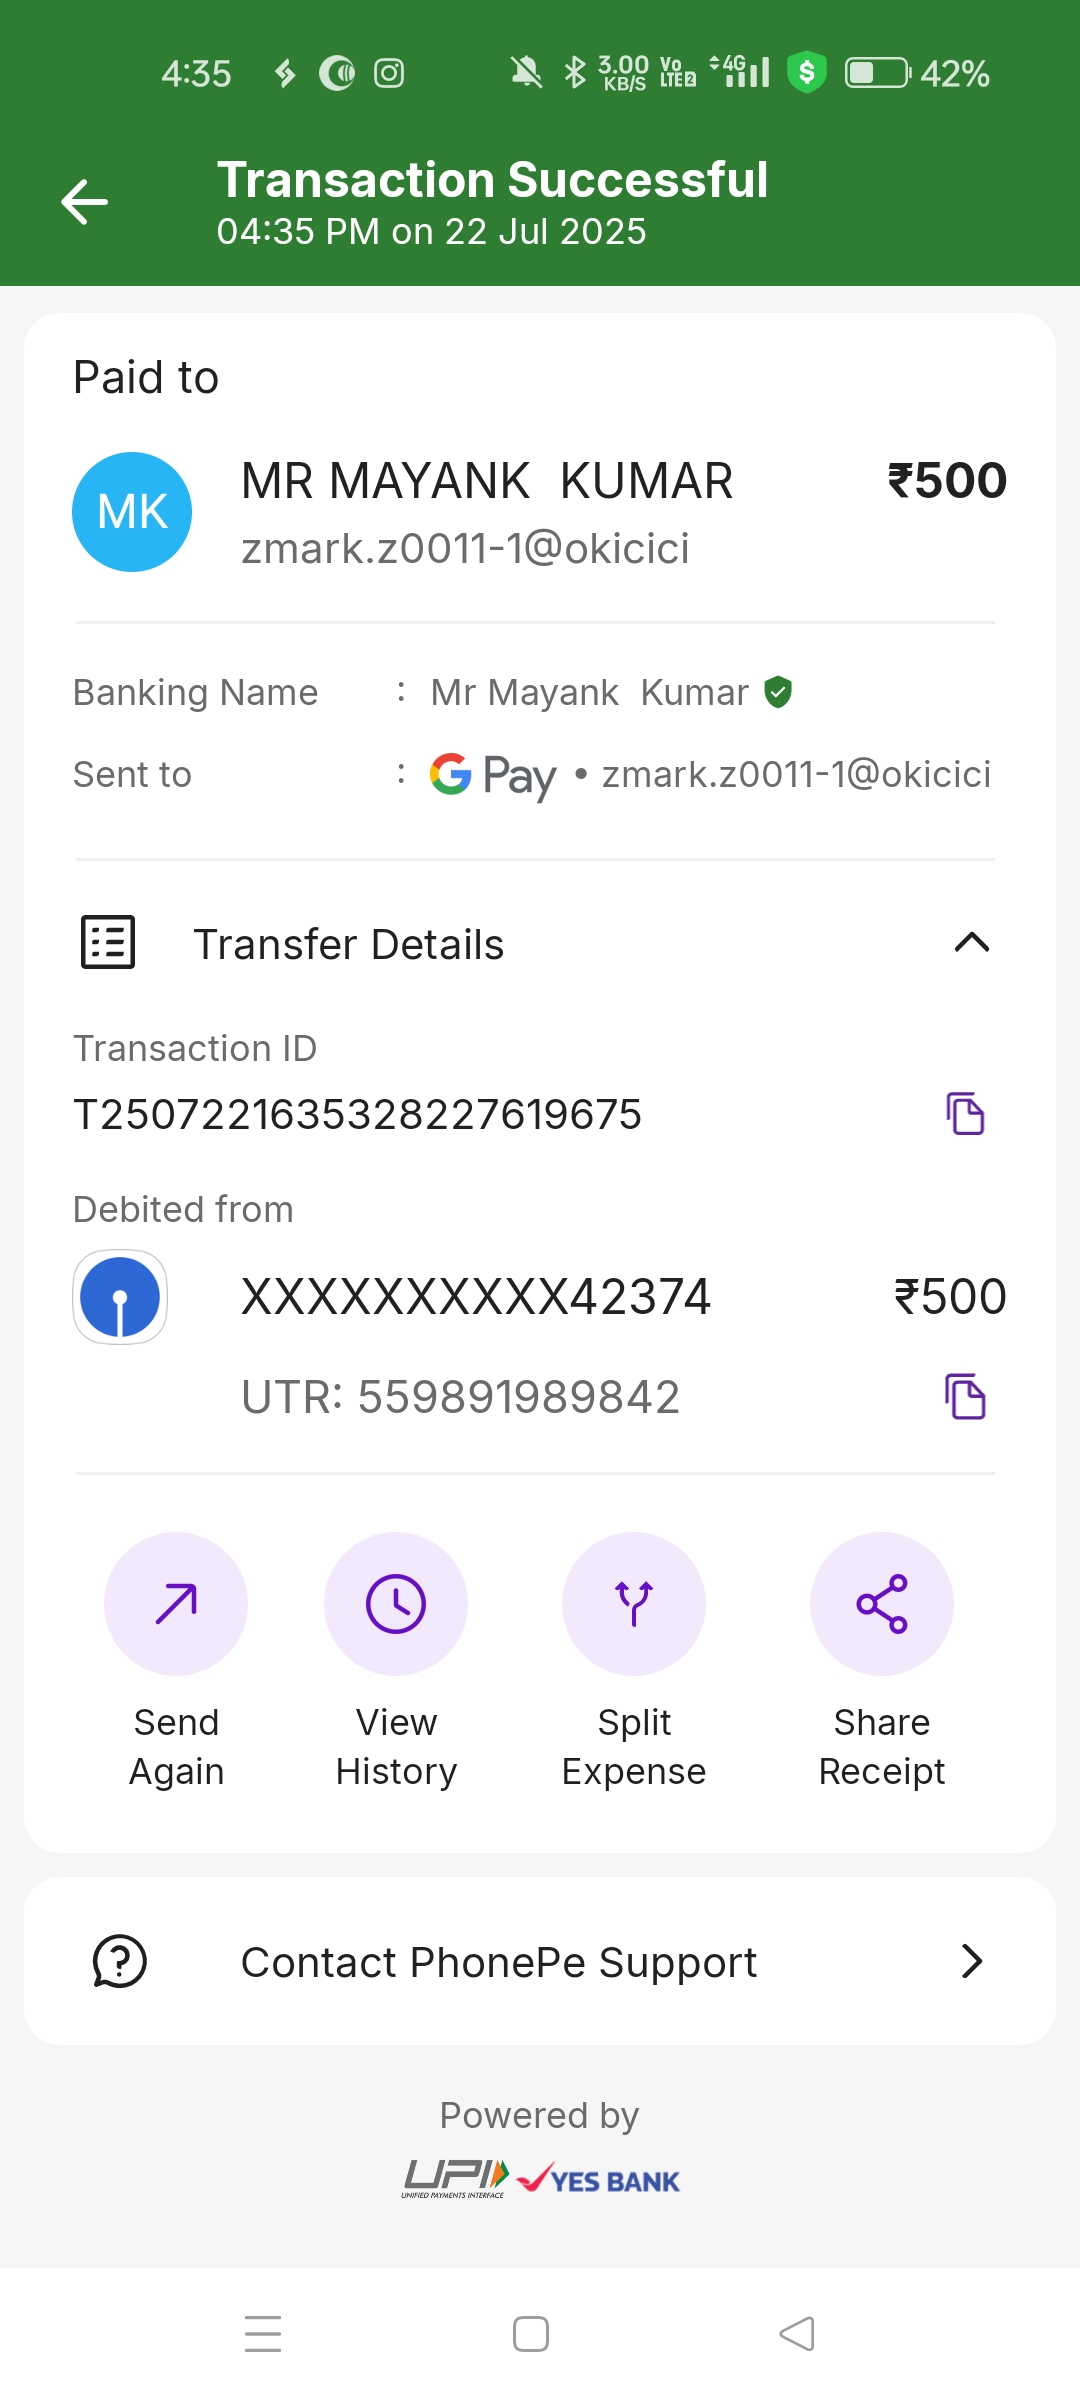 4:35 3.00 KB/S Vo LTE 2 4G $ 42%
Transaction Successful
04:35 PM on 22 Jul 2025
Paid to
MK MR MAYANK  KUMAR ₹500
zmark.z0011-1@okicici
Banking Name : Mr Mayank  Kumar
Sent to : G Pay • zmark.z0011-1@okicici
Transfer Details
Transaction ID
T2507221635328227619675
Debited from
XXXXXXXXXX42374 ₹500
UTR: 559891989842
Send Again
View History
Split Expense
Share Receipt
Contact PhonePe Support
Powered by
UPI YES BANK
UNIFIED PAYMENTS INTERFACE